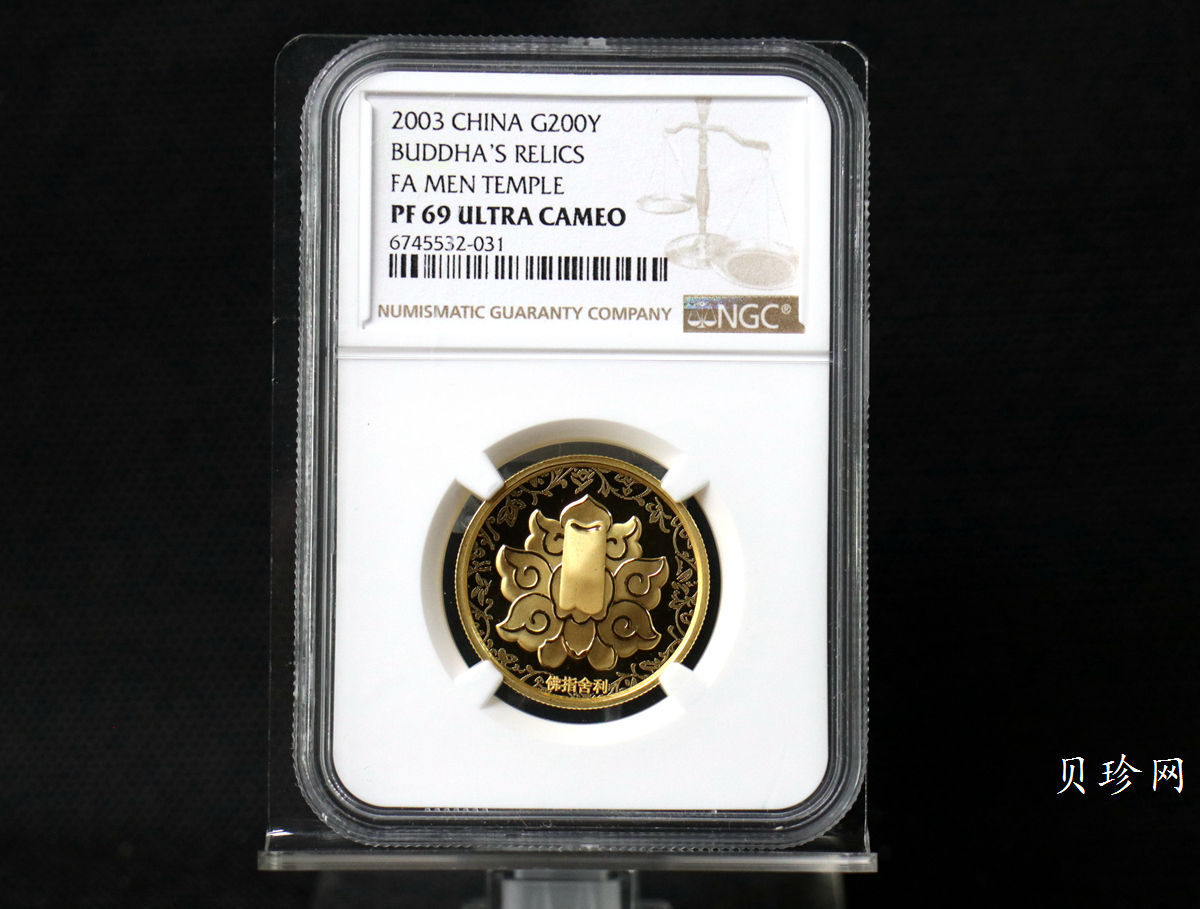 2003 CHINA G200Y
BUDDHA'S RELICS
FA MEN TEMPLE
PF 69 ULTRA CAMEO
6745532-031
NUMISMATIC GUARANTY COMPANY NGC®
佛指舍利
贝珍网